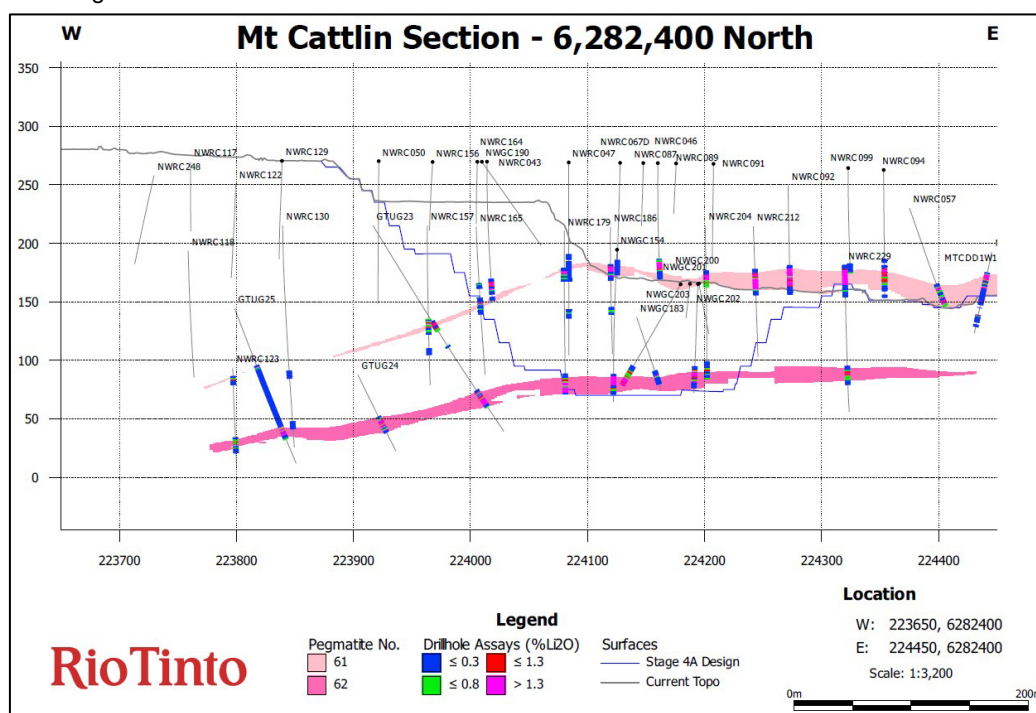 W
Mt Cattlin Section - 6,282,400 North
E
350
300
250
200
150
100
50
0
NWRC117
NWRC248
NWRC129
NWRC122
NWRC130
NWRC118
GTUG25
NWRC123
NWRC050
NWRC156
NWRC164
NWGC190
NWRC043
GTUG23
NWRC157
NWRC165
GTUG24
NWRC047
NWRC067D
NWRC046
NWRC087
NWRC089
NWRC091
NWRC179
NWRC186
NWGC154
NWRC204
NWRC212
NWRC092
NWGC200
NWGC201
NWGC203
NWGC202
NWGC183
NWRC099
NWRC094
NWRC229
NWRC057
MTCDD1W1
223700
223800
223900
224000
224100
224200
224300
224400
Location
W: 223650, 6282400
E: 224450, 6282400
Scale: 1:3,200
0m
200m
Legend
Pegmatite No.
61
62
Drillhole Assays (%Li2O)
≤ 0.3
≤ 1.3
≤ 0.8
> 1.3
Surfaces
Stage 4A Design
Current Topo
RioTinto